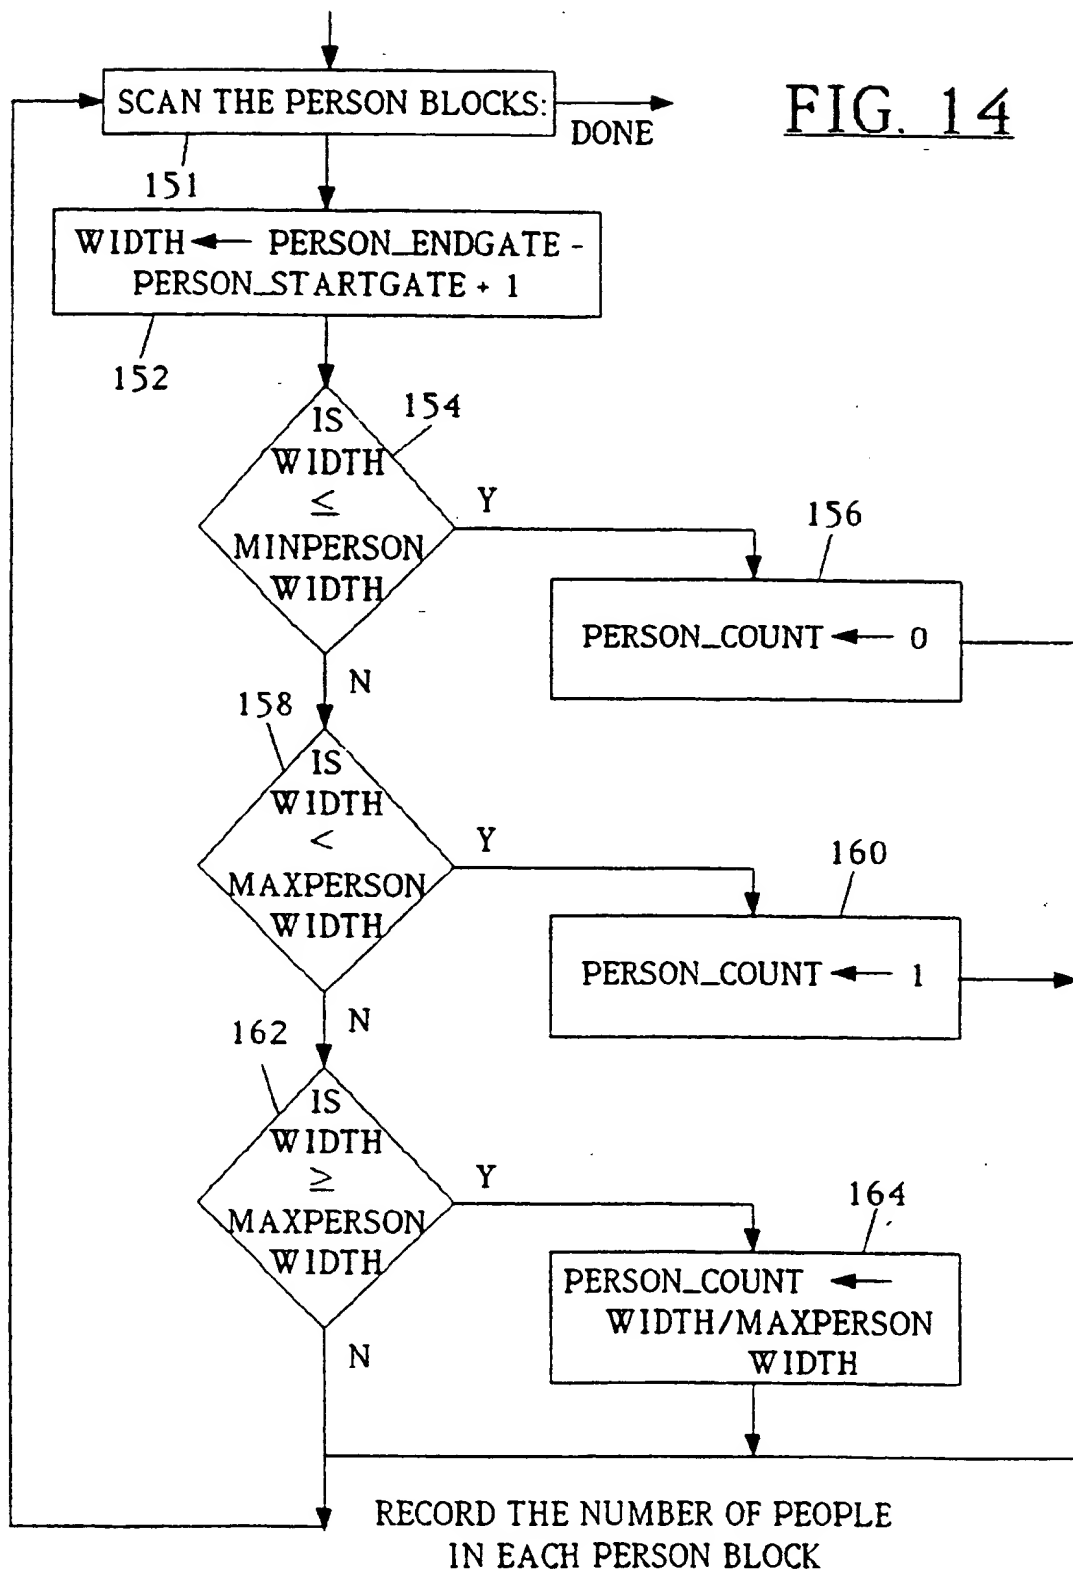 FIG. 14
SCAN THE PERSON BLOCKS:
DONE
151
WIDTH ← PERSON_ENDGATE -
PERSON_STARTGATE + 1
152
154
IS
WIDTH
≤
MINPERSON
WIDTH
Y
156
PERSON_COUNT ← 0
N
158
IS
WIDTH
<
MAXPERSON
WIDTH
Y
160
PERSON_COUNT ← 1
N
162
IS
WIDTH
≥
MAXPERSON
WIDTH
Y
164
PERSON_COUNT ←
WIDTH/MAXPERSON
WIDTH
N
RECORD THE NUMBER OF PEOPLE
IN EACH PERSON BLOCK